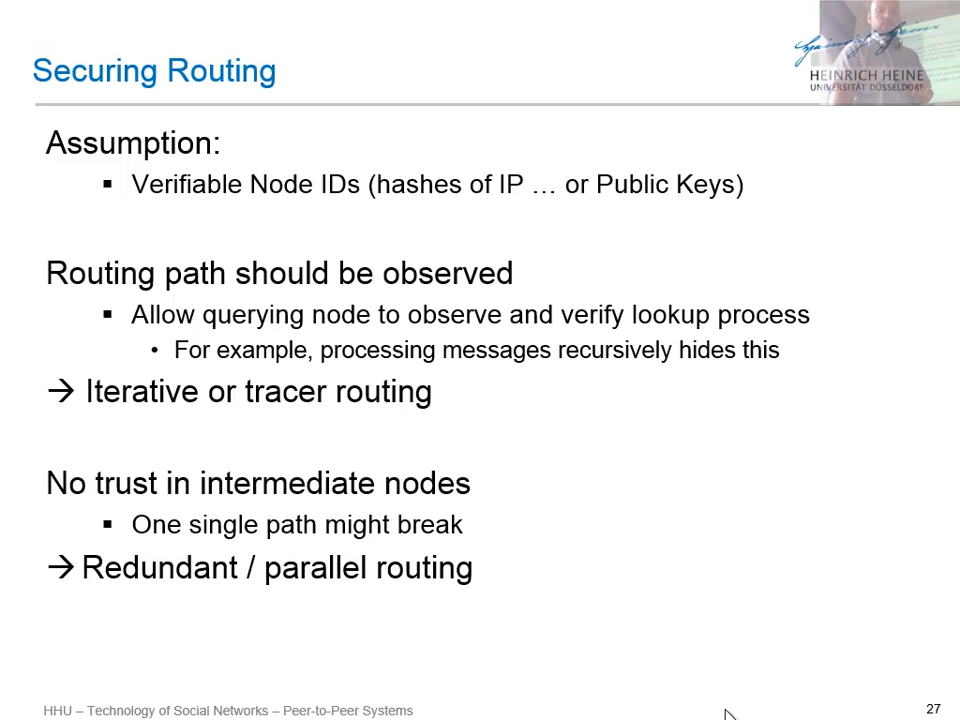 Securing Routing
HEINRICH HEINE
UNIVERSITÄT DÜSSELDORF
Assumption:
▪ Verifiable Node IDs (hashes of IP … or Public Keys)
Routing path should be observed
▪ Allow querying node to observe and verify lookup process
• For example, processing messages recursively hides this
→ Iterative or tracer routing
No trust in intermediate nodes
▪ One single path might break
→ Redundant / parallel routing
HHU – Technology of Social Networks – Peer-to-Peer Systems
27